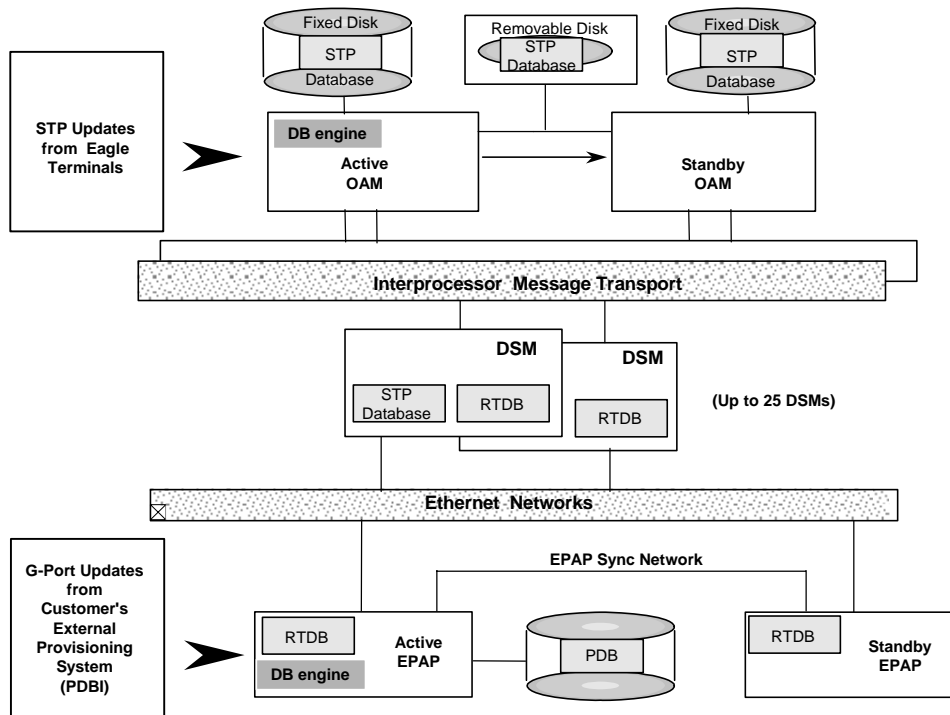 Fixed Disk
STP
Database
Removable Disk
STP
Database
Fixed Disk
STP
Database
STP Updates
from Eagle
Terminals
DB engine
Active
OAM
Standby
OAM
Interprocessor Message Transport
DSM
STP
Database
RTDB
DSM
RTDB
(Up to 25 DSMs)
Ethernet Networks
G-Port Updates
from
Customer's
External
Provisioning
System
(PDBI)
EPAP Sync Network
RTDB
DB engine
Active
EPAP
PDB
RTDB
Standby
EPAP